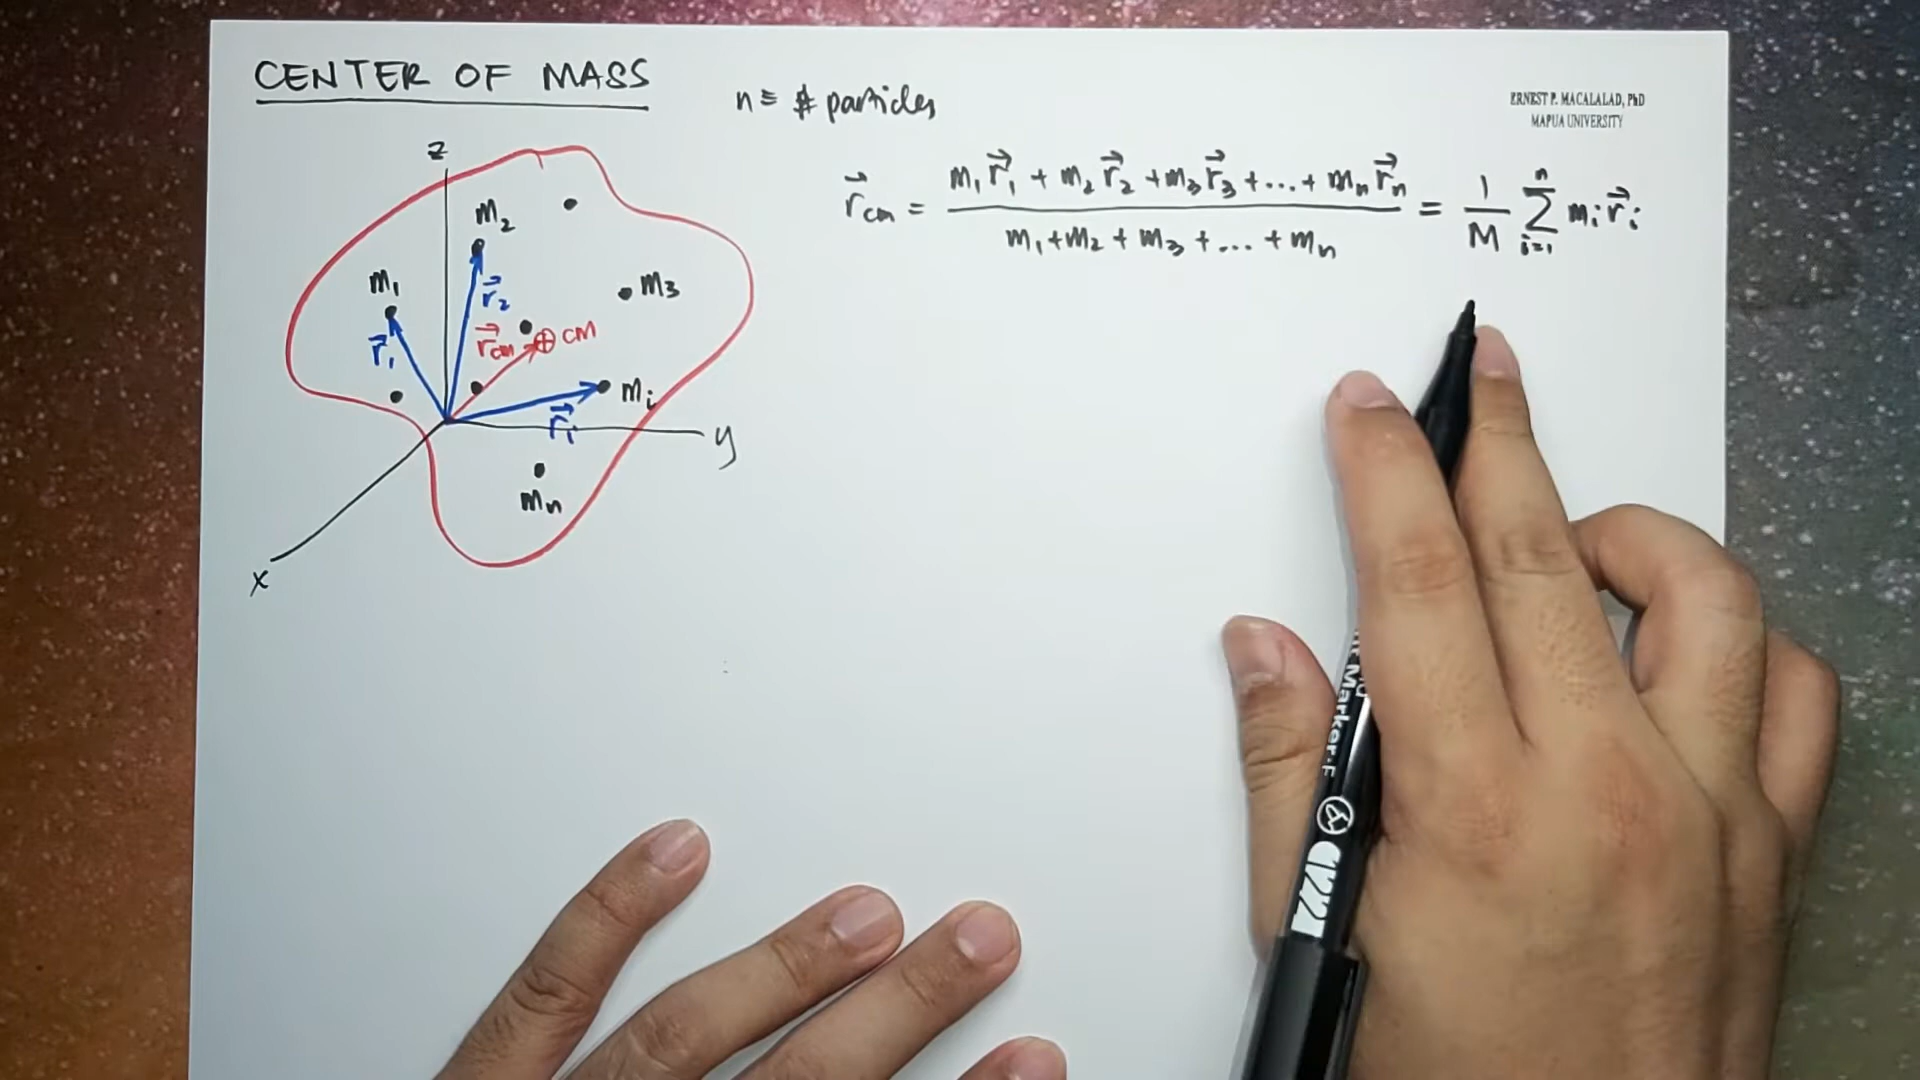 CENTER OF MASS
n ≡ # particles
ERNEST P. MACALALAD, PhD
MAPUA UNIVERSITY
r⃗cm = (m₁r⃗₁ + m₂r⃗₂ + m₃r⃗₃ + ... + mₙr⃗ₙ) / (m₁ + m₂ + m₃ + ... + mₙ) = 1/M Σᵢ₌₁ⁿ mᵢr⃗ᵢ
z
m₂
m₁
r⃗₂
m₃
r⃗₁
r⃗cm
CM
mᵢ
r⃗ᵢ
y
mₙ
x
Marker·F